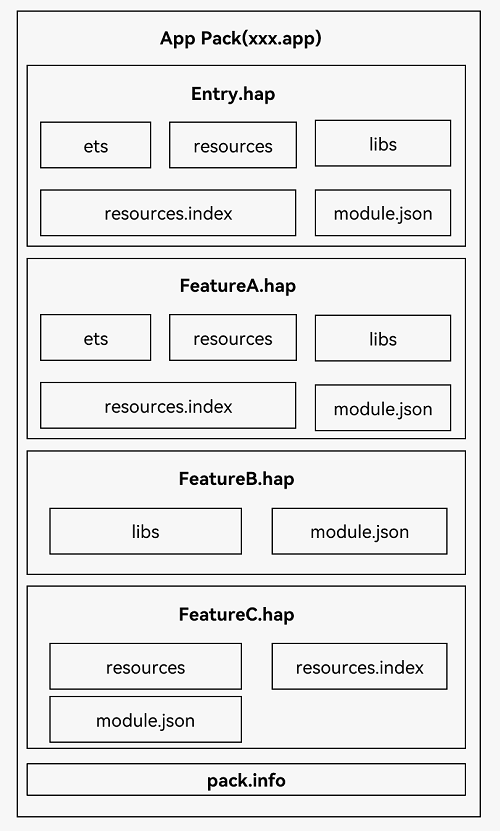 App Pack(xxx.app)
Entry.hap
ets resources libs
resources.index module.json
FeatureA.hap
ets resources libs
resources.index module.json
FeatureB.hap
libs module.json
FeatureC.hap
resources resources.index
module.json
pack.info